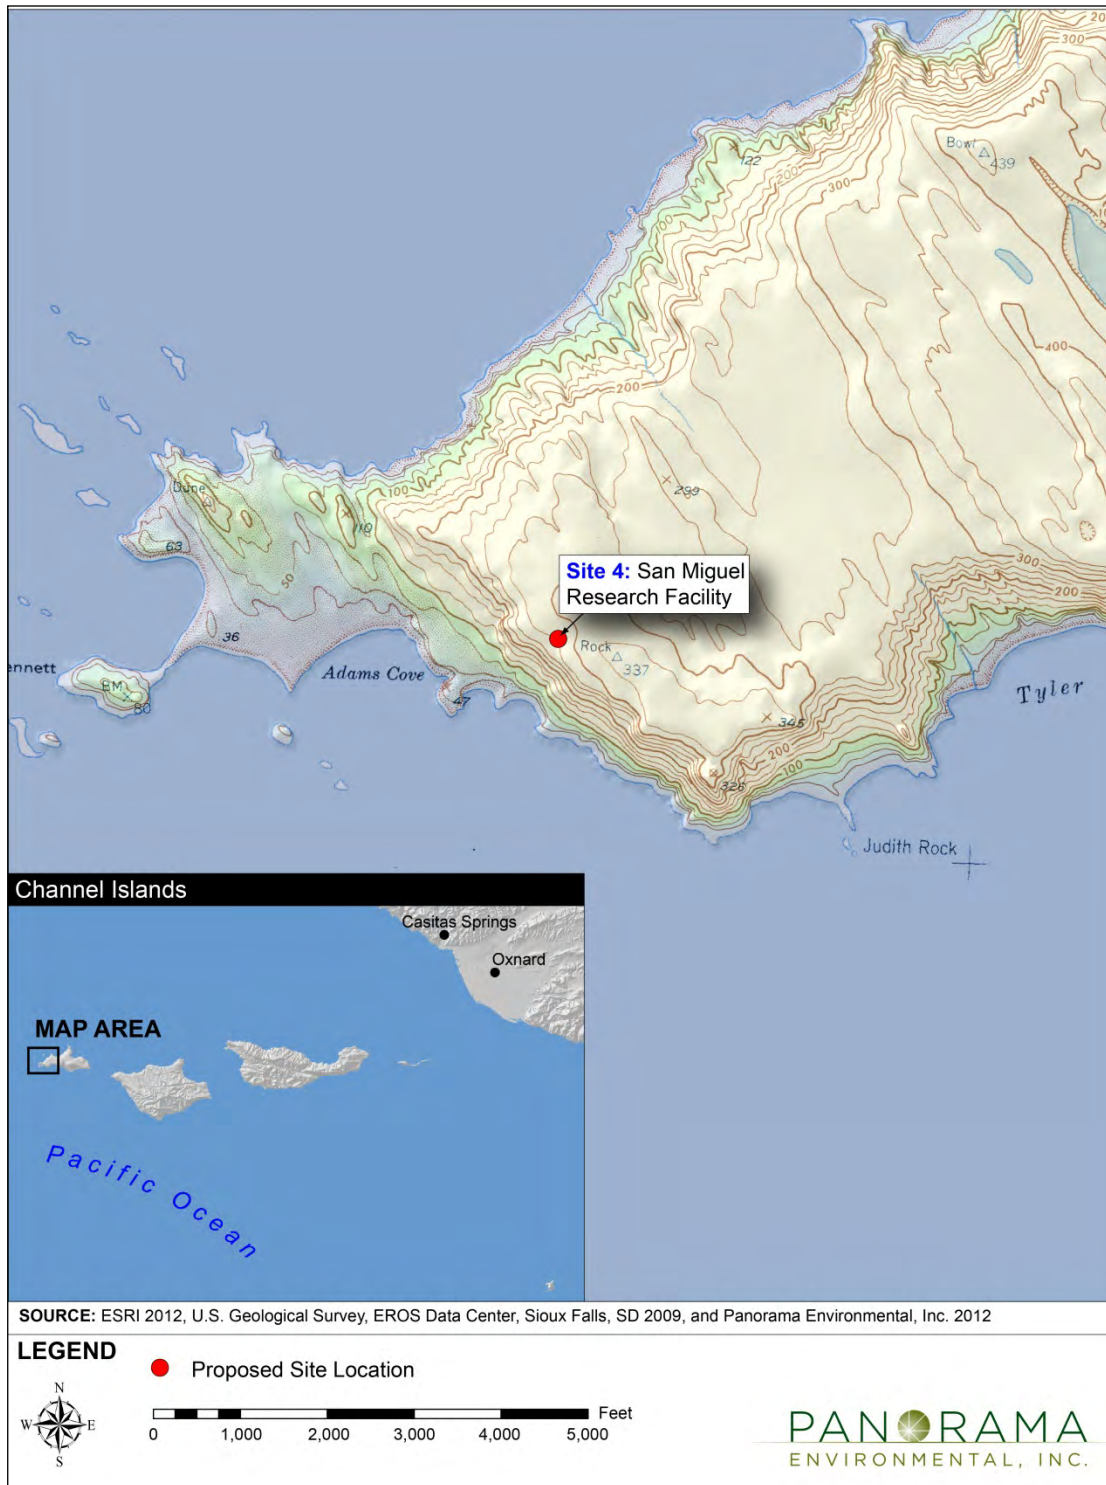 200
300
Bowl
439
122
200
300
100
400
200
299
Dune
100
110
63
50
Site 4: San Miguel
Research Facility
300
200
36
Rock
337
ennett
Adams Cove
BM
80
47
Tyler
345
200
100
326
Judith Rock
Channel Islands
Casitas Springs
Oxnard
MAP AREA
Pacific Ocean
SOURCE: ESRI 2012, U.S. Geological Survey, EROS Data Center, Sioux Falls, SD 2009, and Panorama Environmental, Inc. 2012
LEGEND
Proposed Site Location
N
W E
S
Feet
0 1,000 2,000 3,000 4,000 5,000
PANORAMA
ENVIRONMENTAL, INC.